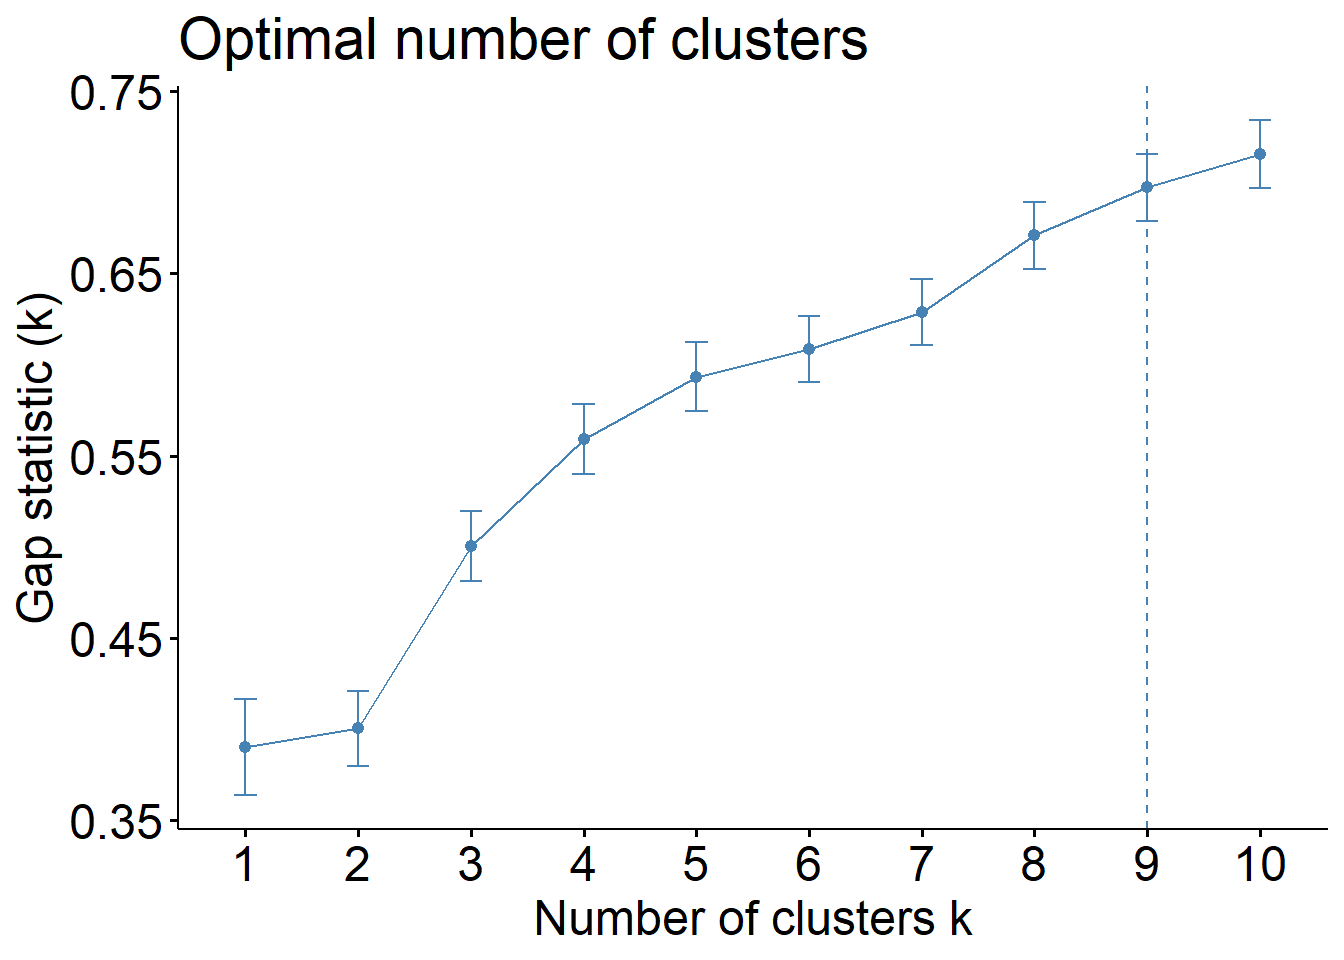 Optimal number of clusters
0.75
0.65
0.55
0.45
0.35
Gap statistic (k)
1 2 3 4 5 6 7 8 9 10
Number of clusters k